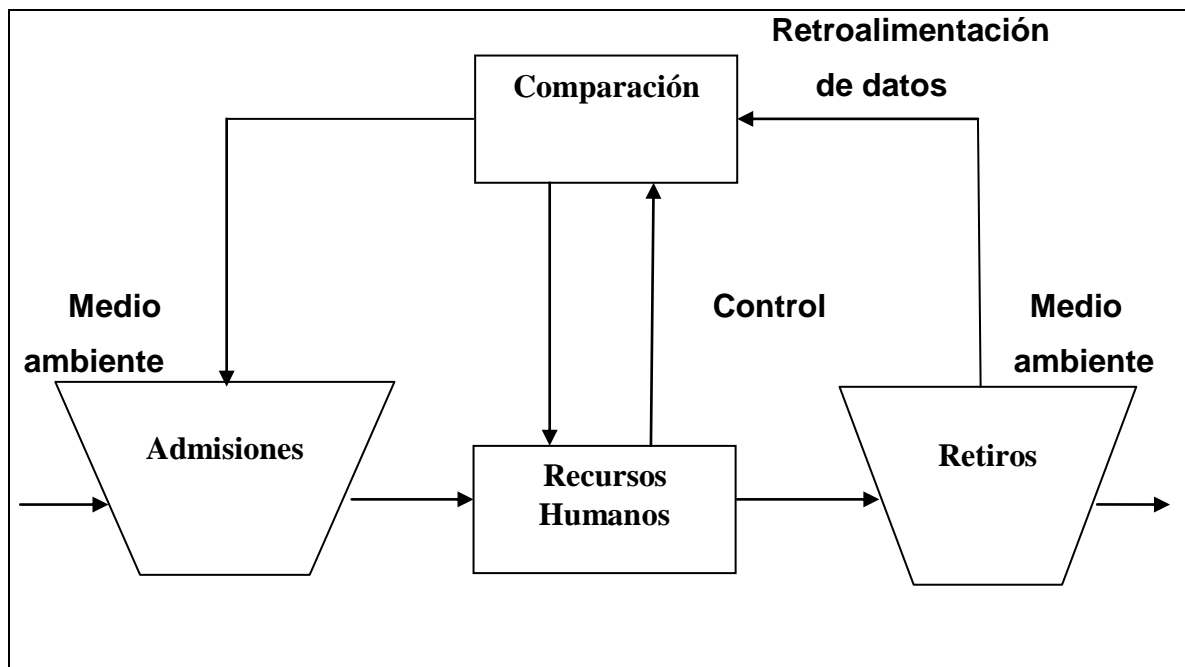 Retroalimentación
de datos
Comparación
Medio
ambiente
Control
Medio
ambiente
Admisiones
Recursos
Humanos
Retiros